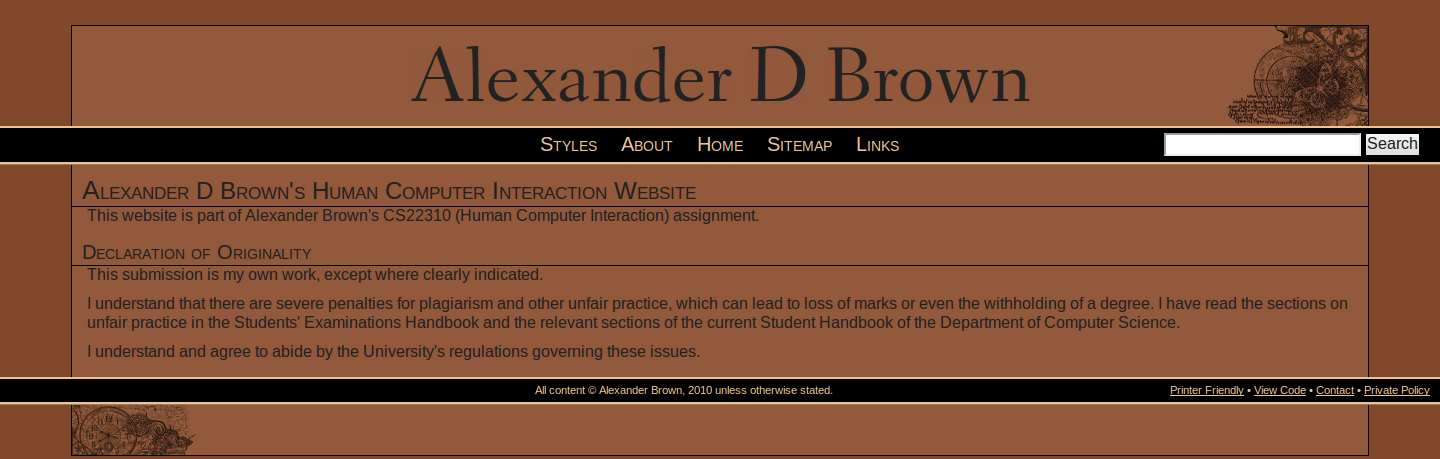 Alexander D Brown
Styles About Home Sitemap Links Search
Alexander D Brown's Human Computer Interaction Website
This website is part of Alexander Brown's CS22310 (Human Computer Interaction) assignment.
Declaration of Originality
This submission is my own work, except where clearly indicated.
I understand that there are severe penalties for plagiarism and other unfair practice, which can lead to loss of marks or even the withholding of a degree. I have read the sections on
unfair practice in the Students' Examinations Handbook and the relevant sections of the current Student Handbook of the Department of Computer Science.
I understand and agree to abide by the University's regulations governing these issues.
All content © Alexander Brown, 2010 unless otherwise stated. Printer Friendly • View Code • Contact • Private Policy